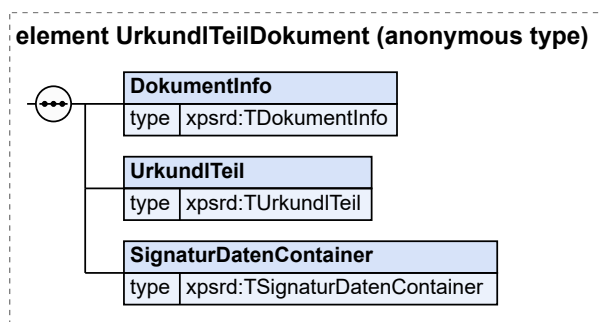 element UrkundlTeilDokument (anonymous type)
DokumentInfo
type xpsrd:TDokumentInfo
UrkundlTeil
type xpsrd:TUrkundlTeil
SignaturDatenContainer
type xpsrd:TSignaturDatenContainer